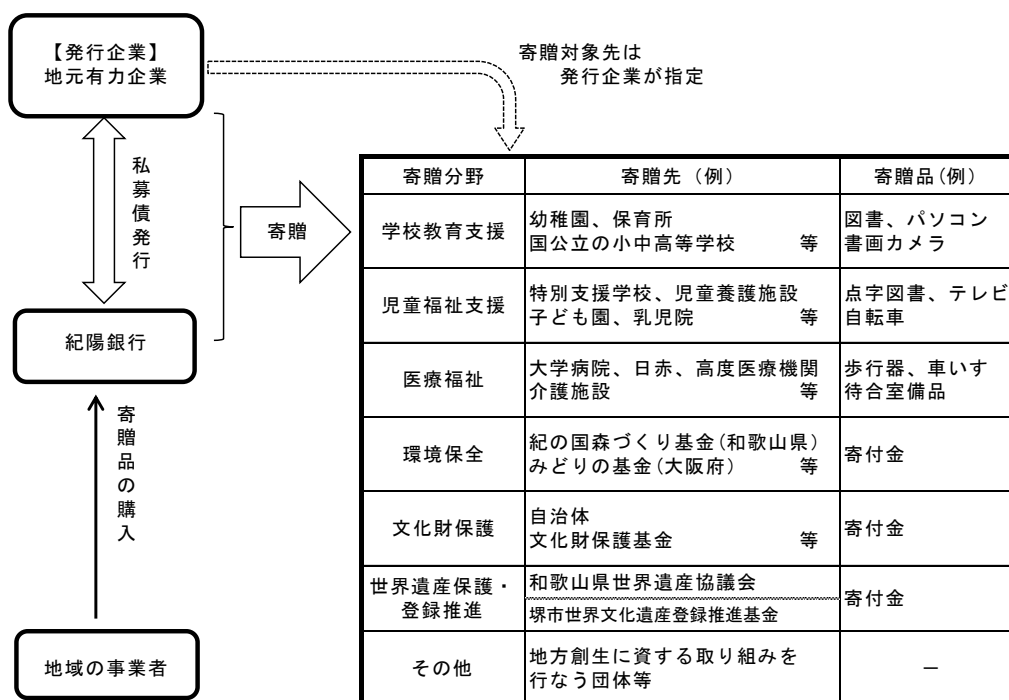 【発行企業】
地元有力企業
寄贈対象先は
発行企業が指定
私募債発行
寄贈
紀陽銀行
寄贈品の購入
地域の事業者
寄贈分野 寄贈先（例） 寄贈品(例)
学校教育支援
幼稚園、保育所
国公立の小中高等学校 等
図書、パソコン
書画カメラ
児童福祉支援
特別支援学校、児童養護施設
子ども園、乳児院 等
点字図書、テレビ
自転車
医療福祉
大学病院、日赤、高度医療機関
介護施設 等
歩行器、車いす
待合室備品
環境保全
紀の国森づくり基金(和歌山県)
みどりの基金(大阪府) 等
寄付金
文化財保護
自治体
文化財保護基金 等
寄付金
世界遺産保護・
登録推進
和歌山県世界遺産協議会
堺市世界文化遺産登録推進基金
寄付金
その他
地方創生に資する取り組みを
行なう団体等
－